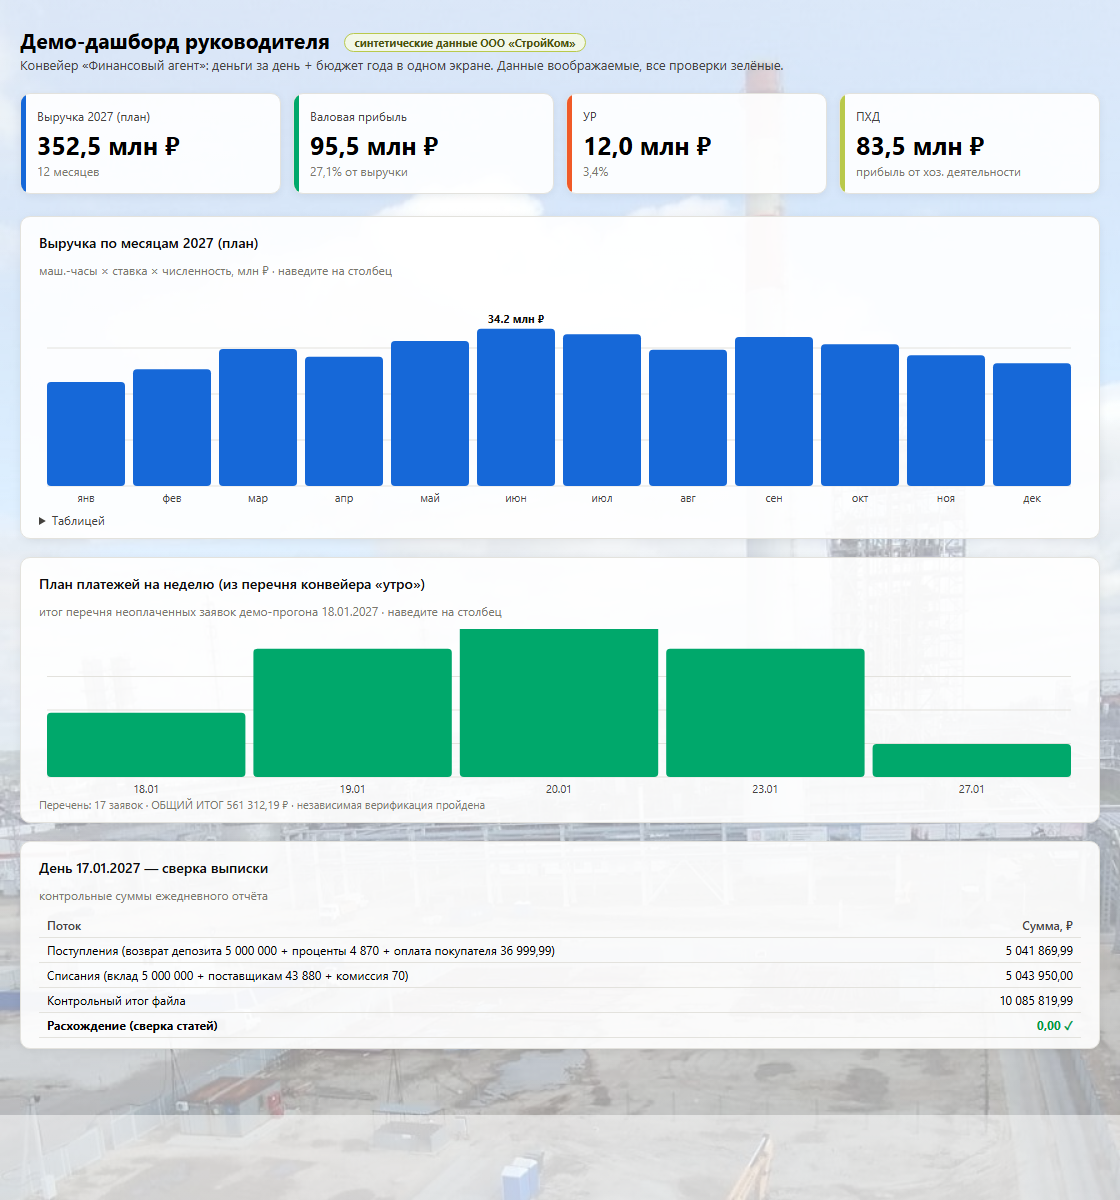 Демо-дашборд руководителя
синтетические данные ООО «СтройКом»
Конвейер «Финансовый агент»: деньги за день + бюджет года в одном экране. Данные воображаемые, все проверки зелёные.
Выручка 2027 (план)
352,5 млн ₽
12 месяцев
Валовая прибыль
95,5 млн ₽
27,1% от выручки
УР
12,0 млн ₽
3,4%
ПХД
83,5 млн ₽
прибыль от хоз. деятельности
Выручка по месяцам 2027 (план)
маш.-часы × ставка × численность, млн ₽ · наведите на столбец
34.2 млн ₽
янв фев мар апр май июн июл авг сен окт ноя дек
▶ Таблицей
План платежей на неделю (из перечня конвейера «утро»)
итог перечня неоплаченных заявок демо-прогона 18.01.2027 · наведите на столбец
18.01 19.01 20.01 23.01 27.01
Перечень: 17 заявок · ОБЩИЙ ИТОГ 561 312,19 ₽ · независимая верификация пройдена
День 17.01.2027 — сверка выписки
контрольные суммы ежедневного отчёта
Поток Сумма, ₽
Поступления (возврат депозита 5 000 000 + проценты 4 870 + оплата покупателя 36 999,99) 5 041 869,99
Списания (вклад 5 000 000 + поставщикам 43 880 + комиссия 70) 5 043 950,00
Контрольный итог файла 10 085 819,99
Расхождение (сверка статей) 0,00 ✓